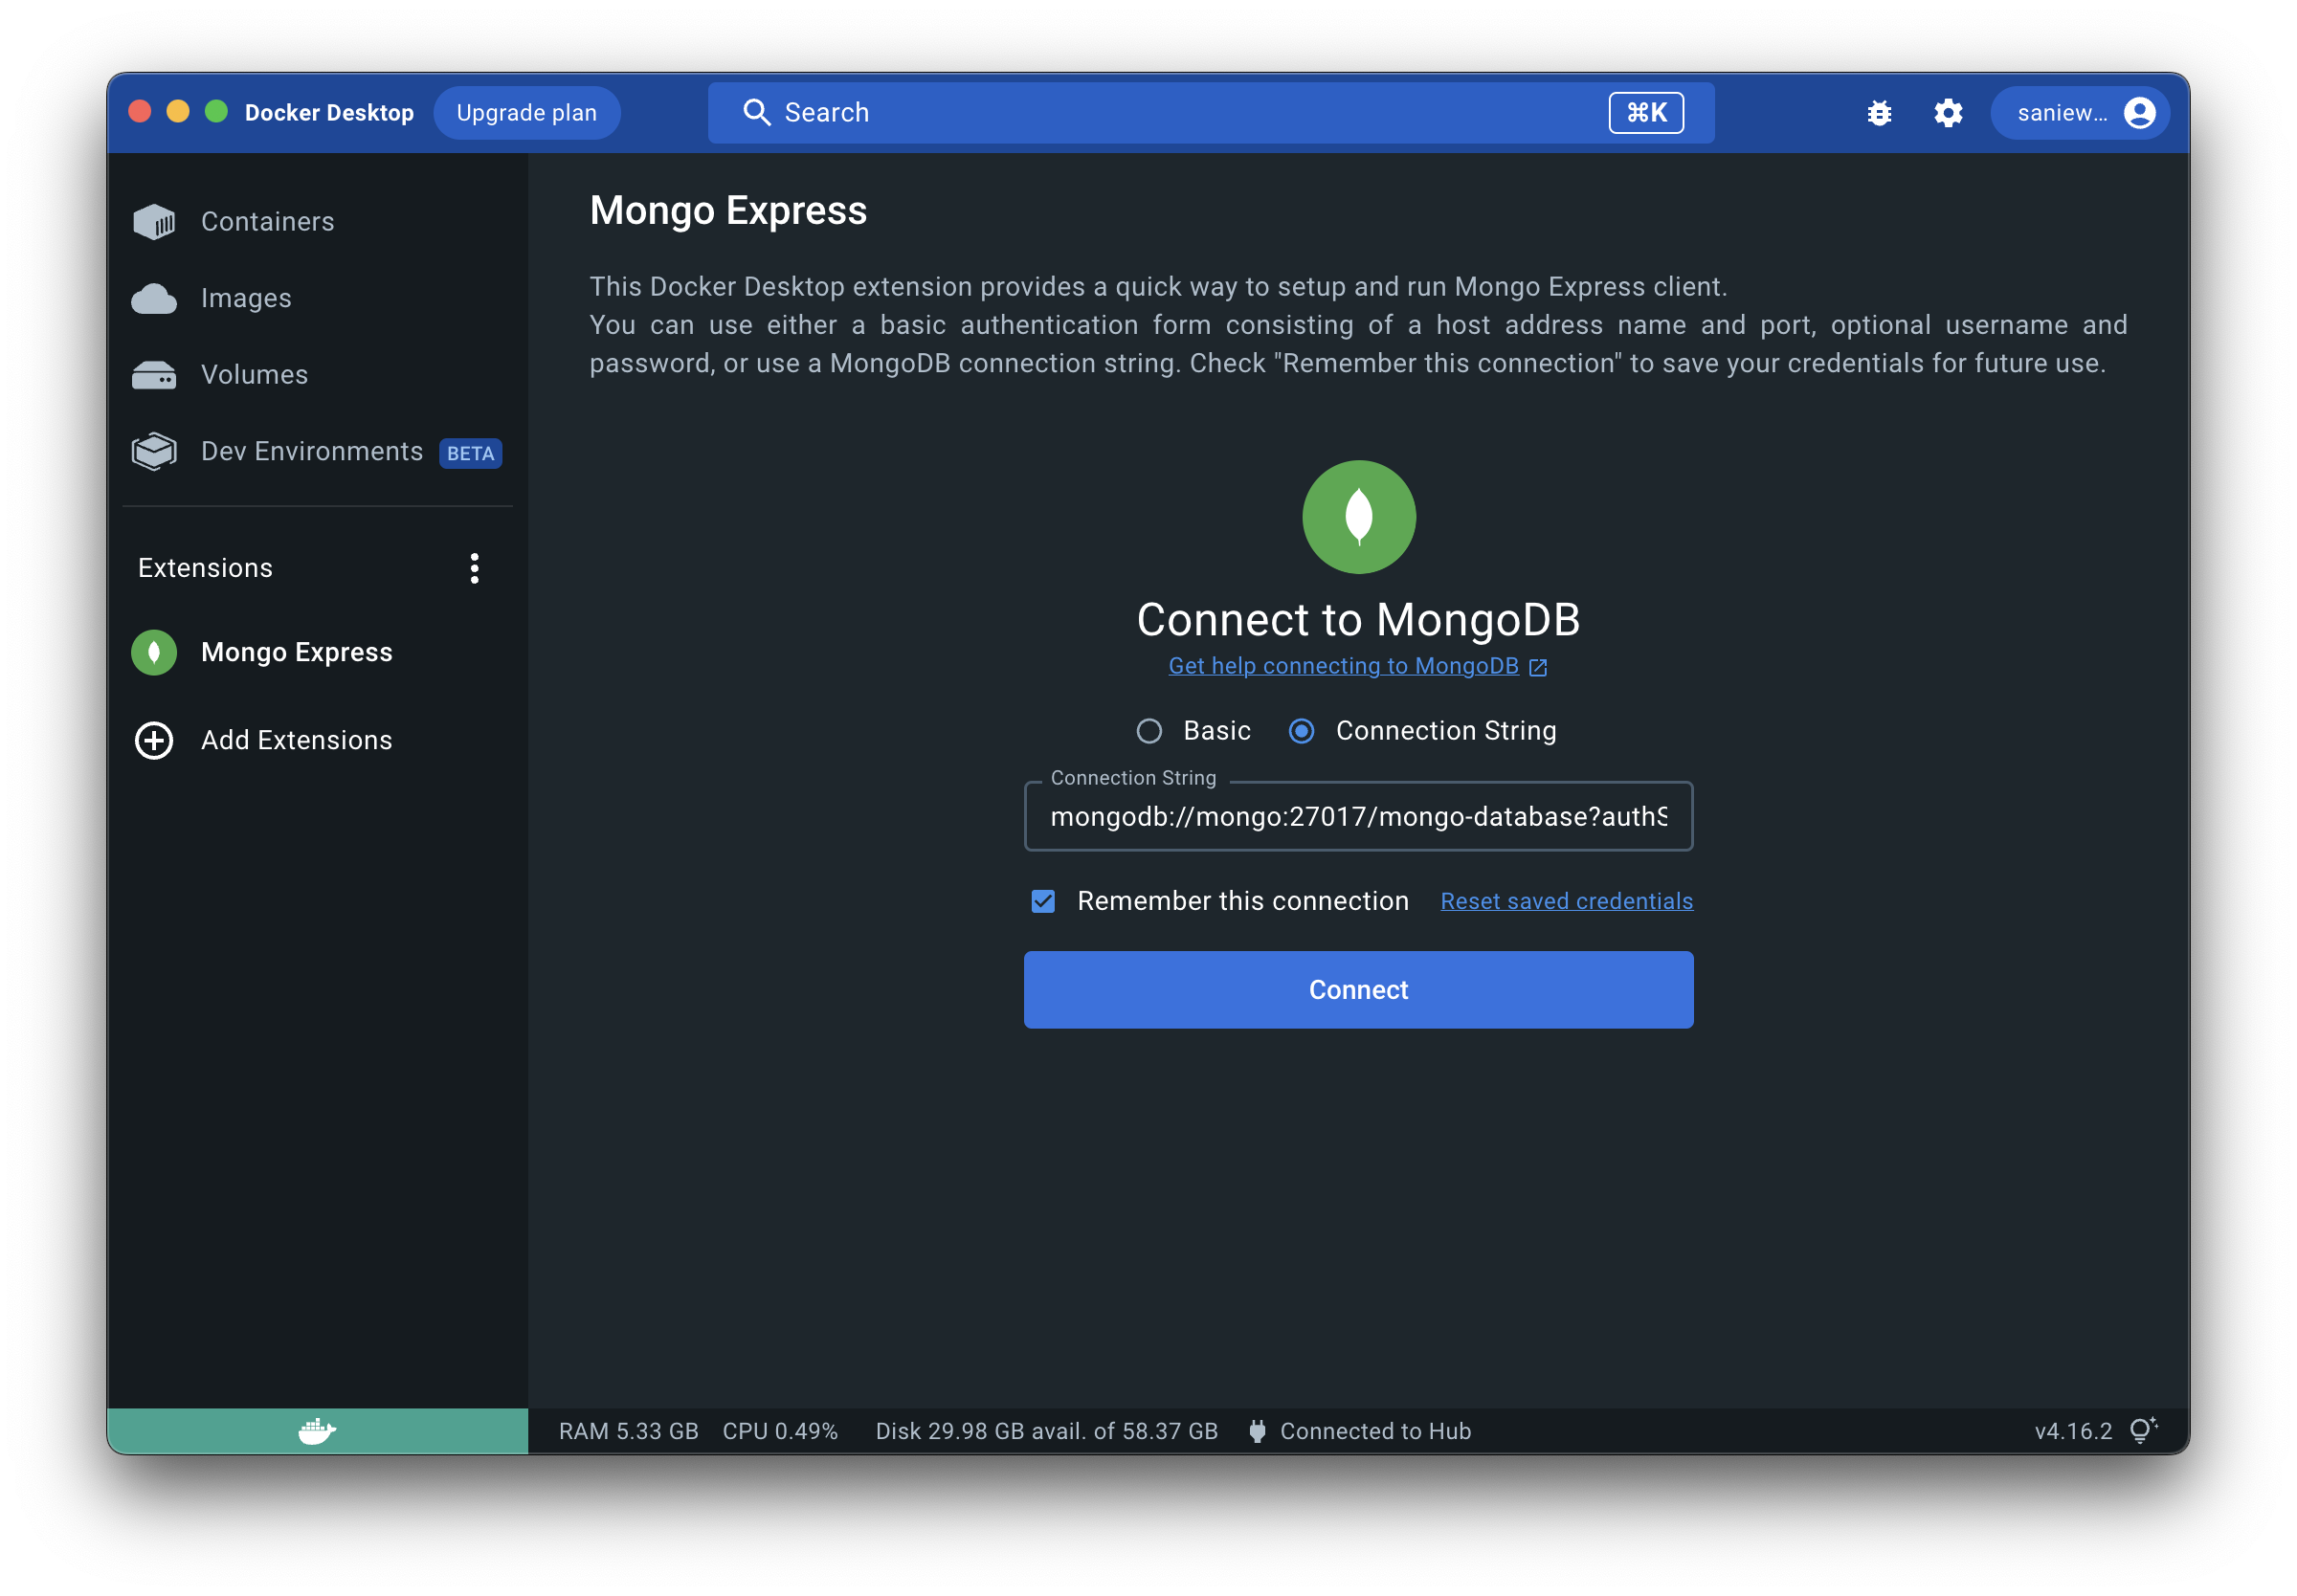 Docker Desktop
Upgrade plan
Search
⌘K
saniew...
Containers
Images
Volumes
Dev Environments BETA
Extensions
Mongo Express
Add Extensions
Mongo Express
This Docker Desktop extension provides a quick way to setup and run Mongo Express client.
You can use either a basic authentication form consisting of a host address name and port, optional username and
password, or use a MongoDB connection string. Check "Remember this connection" to save your credentials for future use.
Connect to MongoDB
Get help connecting to MongoDB
Basic
Connection String
Connection String
mongodb://mongo:27017/mongo-database?authS
Remember this connection
Reset saved credentials
Connect
RAM 5.33 GB
CPU 0.49%
Disk 29.98 GB avail. of 58.37 GB
Connected to Hub
v4.16.2